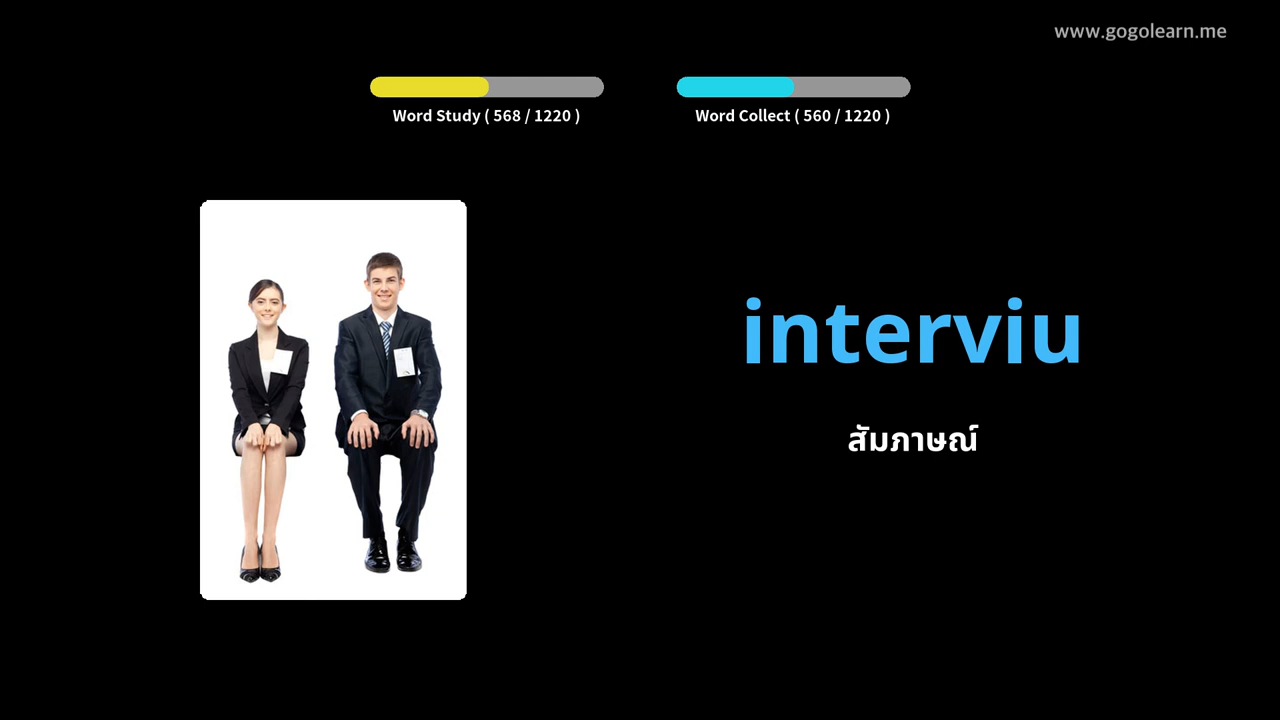 www.gogolearn.me
Word Study ( 568 / 1220 )
Word Collect ( 560 / 1220 )
interviu
สัมภาษณ์